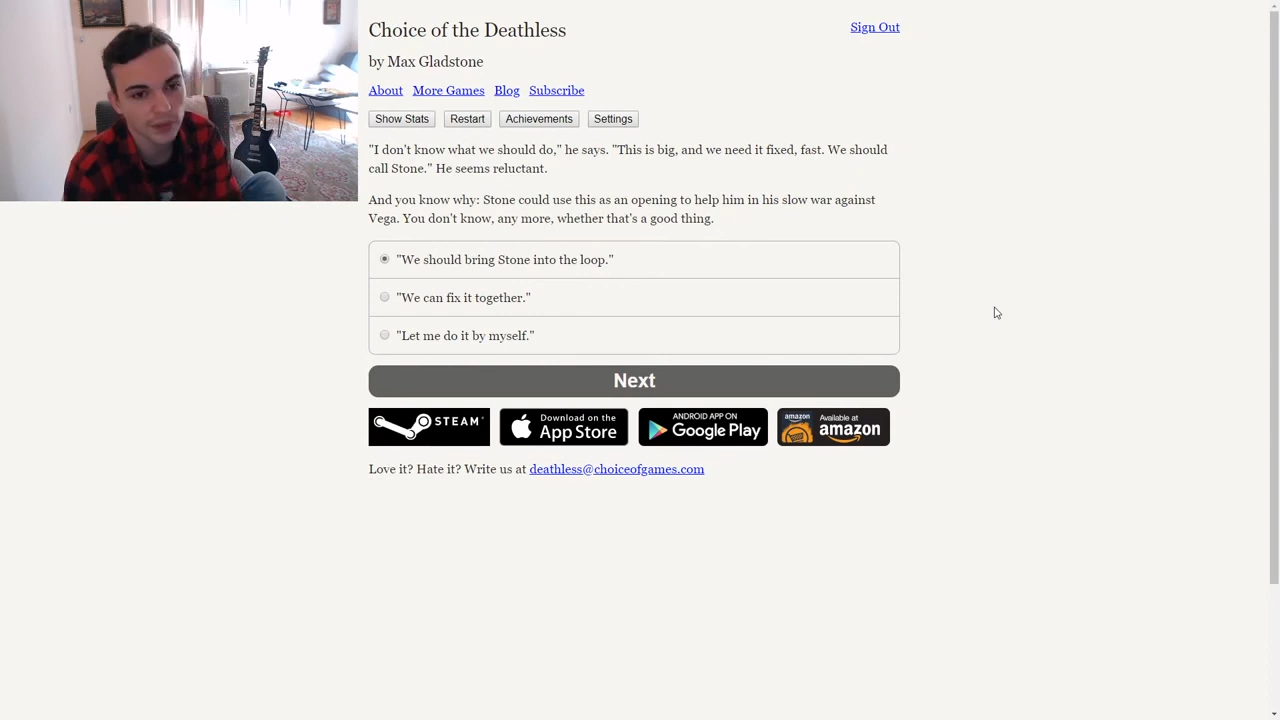 Choice of the Deathless
Sign Out
by Max Gladstone
About More Games Blog Subscribe
Show Stats Restart Achievements Settings
"I don't know what we should do," he says. "This is big, and we need it fixed, fast. We should
call Stone." He seems reluctant.
And you know why: Stone could use this as an opening to help him in his slow war against
Vega. You don't know, any more, whether that's a good thing.
"We should bring Stone into the loop."
"We can fix it together."
"Let me do it by myself."
Next
STEAM
Download on the
App Store
ANDROID APP ON
Google Play
amazon
Available at
amazon
Love it? Hate it? Write us at deathless@choiceofgames.com